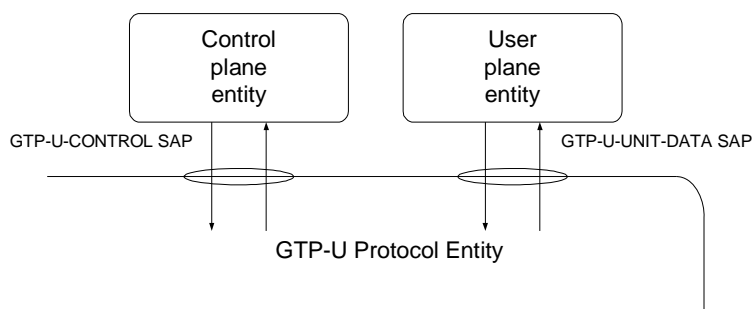 Control
plane
entity
User
plane
entity
GTP-U-CONTROL SAP
GTP-U-UNIT-DATA SAP
GTP-U Protocol Entity